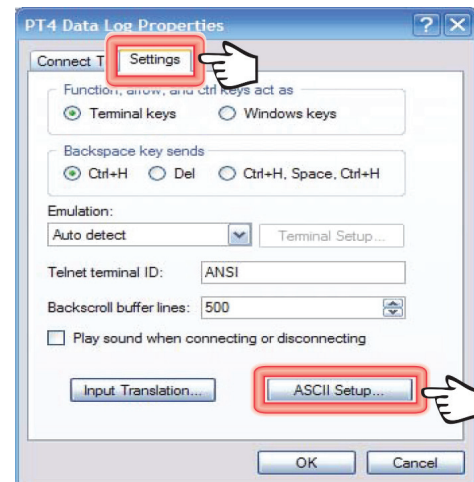 PT4 Data Log Properties
Connect T
Settings
Function, arrow, and ctrl keys act as
Terminal keys
Windows keys
Backspace key sends
Ctrl+H
Del
Ctrl+H, Space, Ctrl+H
Emulation:
Auto detect
Terminal Setup...
Telnet terminal ID:
ANSI
Backscroll buffer lines:
500
Play sound when connecting or disconnecting
Input Translation...
ASCII Setup...
OK
Cancel